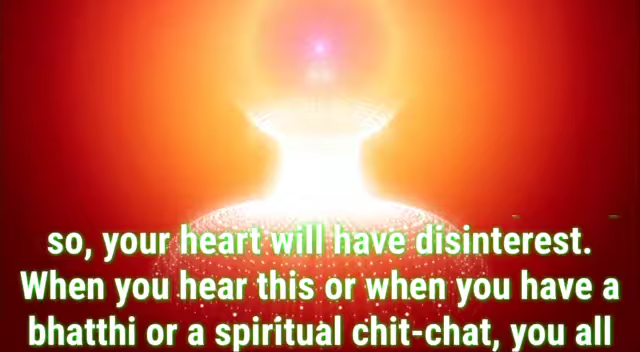 so, your heart will have disinterest.
When you hear this or when you have a
bhatthi or a spiritual chit-chat, you all